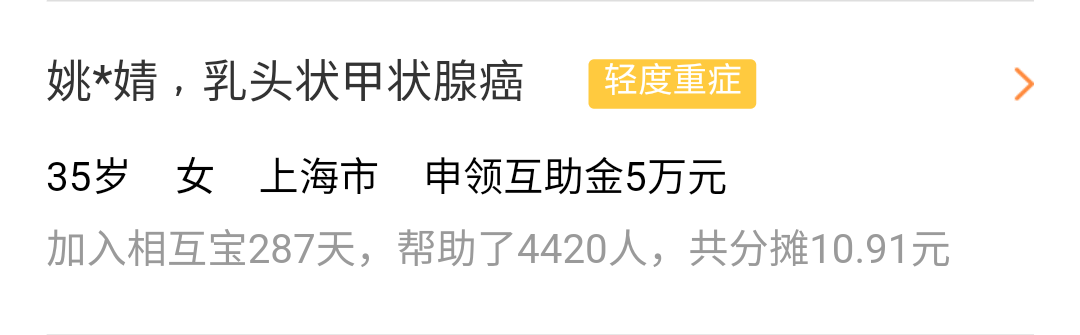 姚*婧，乳头状甲状腺癌 轻度重症
35岁 女 上海市 申领互助金5万元
加入相互宝287天，帮助了4420人，共分摊10.91元